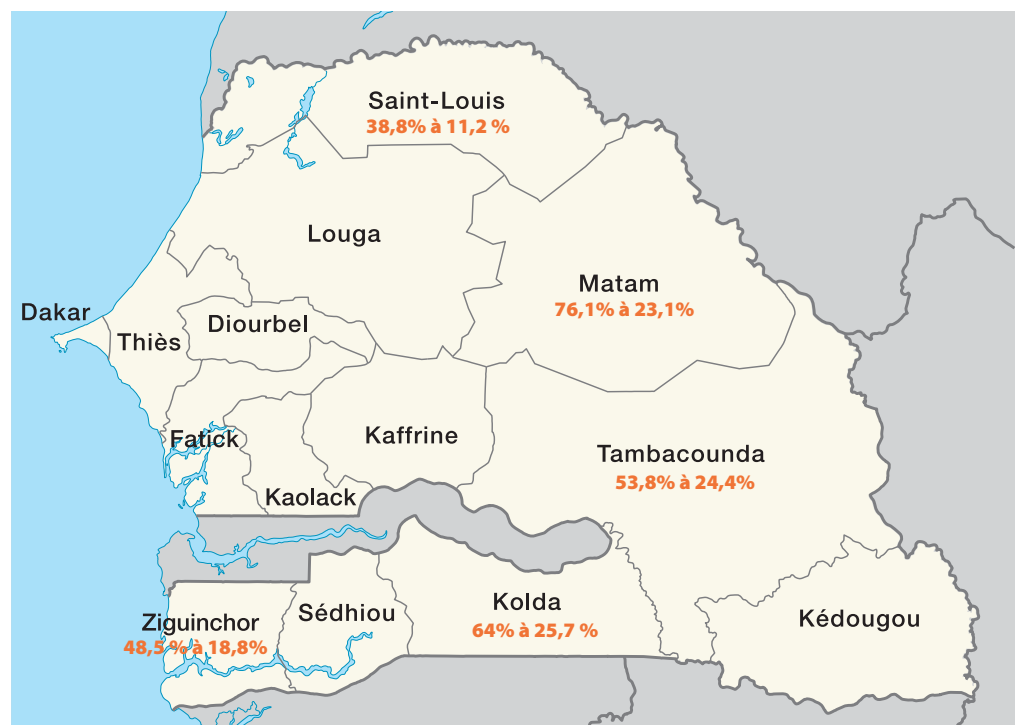 Saint-Louis
38,8% à 11,2 %
Louga
Matam
76,1% à 23,1%
Dakar
Thiès
Diourbel
Fatick
Kaffrine
Kaolack
Tambacounda
53,8% à 24,4%
Ziguinchor
48,5 % à 18,8%
Sédhiou
Kolda
64% à 25,7 %
Kédougou